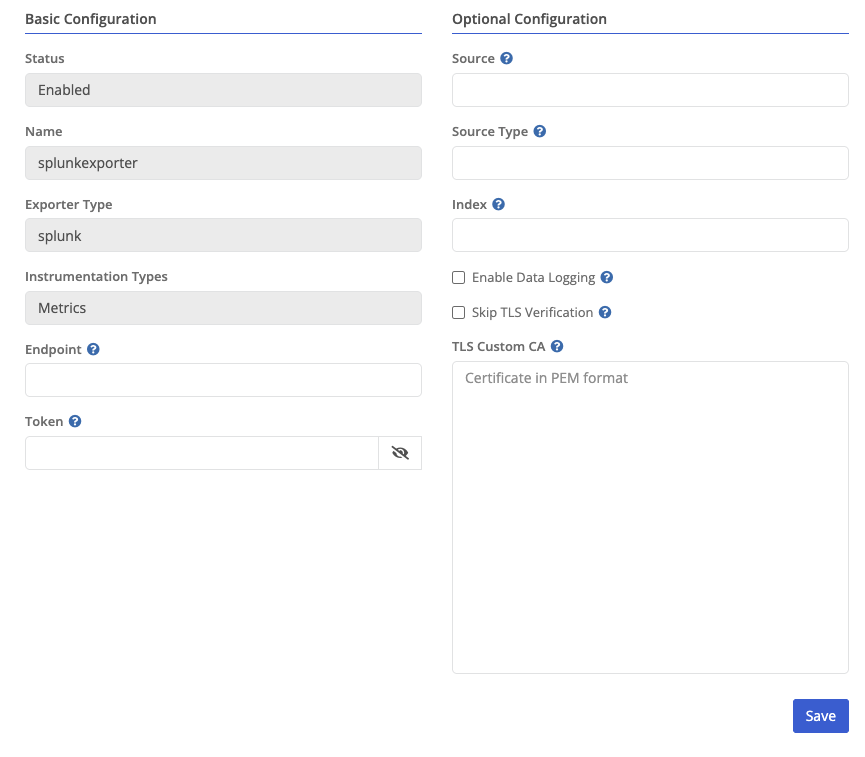 Basic Configuration
Status
Enabled
Name
splunkexporter
Exporter Type
splunk
Instrumentation Types
Metrics
Endpoint ?
Token ?
Optional Configuration
Source ?
Source Type ?
Index ?
Enable Data Logging ?
Skip TLS Verification ?
TLS Custom CA ?
Certificate in PEM format
Save